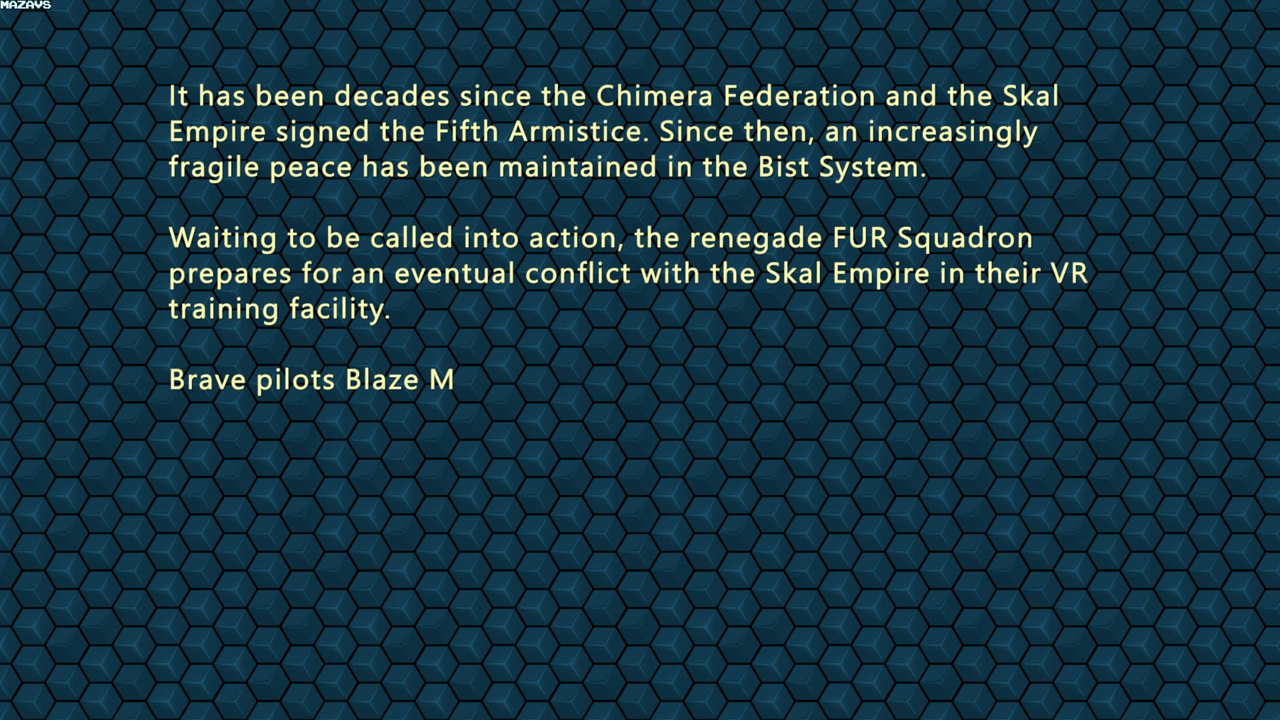 MAZAVS
It has been decades since the Chimera Federation and the Skal
Empire signed the Fifth Armistice. Since then, an increasingly
fragile peace has been maintained in the Bist System.
Waiting to be called into action, the renegade FUR Squadron
prepares for an eventual conflict with the Skal Empire in their VR
training facility.
Brave pilots Blaze M